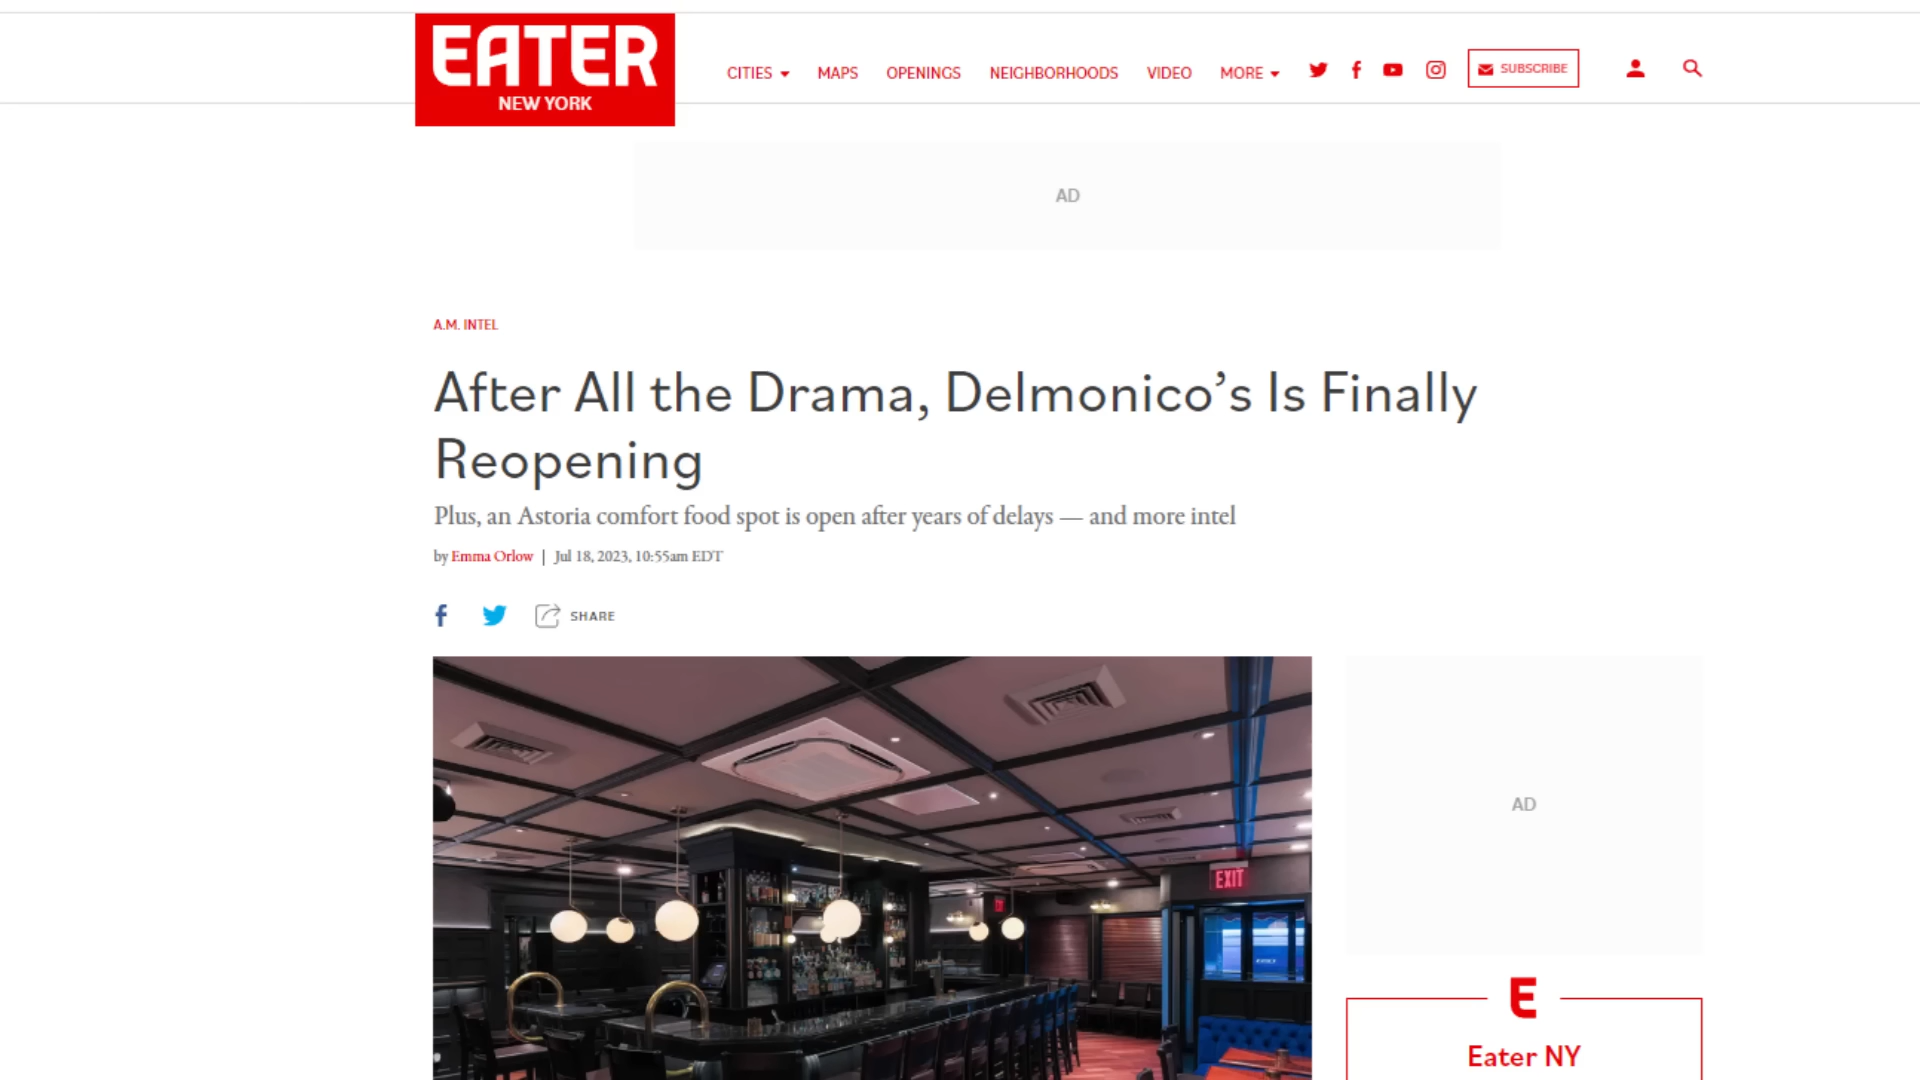 EATER
NEW YORK
CITIES MAPS OPENINGS NEIGHBORHOODS VIDEO MORE SUBSCRIBE
AD
A.M. INTEL
After All the Drama, Delmonico’s Is Finally
Reopening
Plus, an Astoria comfort food spot is open after years of delays — and more intel
by Emma Orlow | Jul 18, 2023, 10:55am EDT
SHARE
AD
EXIT
E
Eater NY